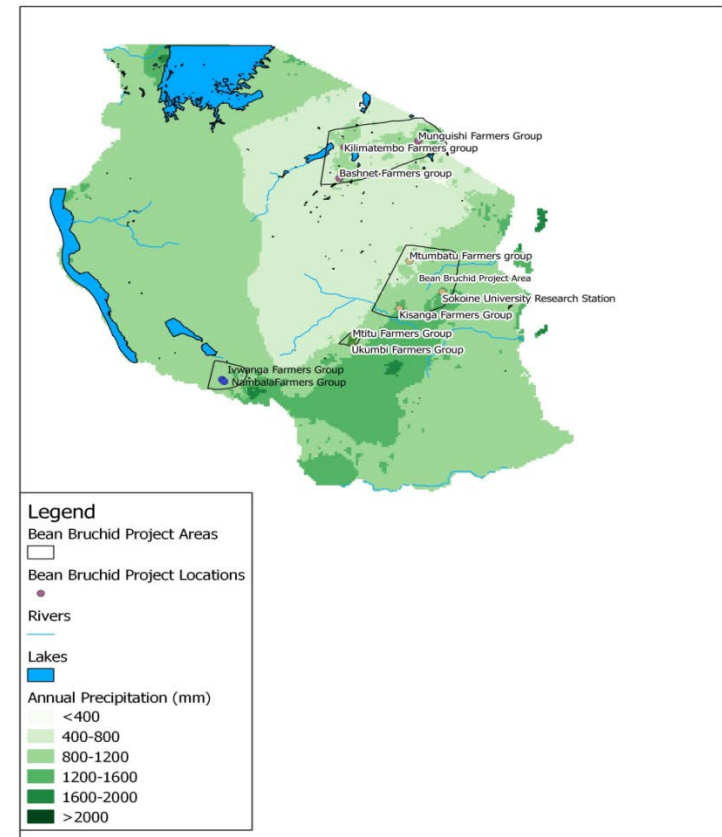 Munguishi Farmers Group
Kilimatembo Farmers group
Bashnet Farmers group
Mtumbatu Farmers group
Bean Bruchid Project Area
Sokoine University Research Station
Kisanga Farmers Group
Mtitu Farmers Group
Ukumbi Farmers Group
Ivwanga Farmers Group
NambalaFarmers Group
Legend
Bean Bruchid Project Areas
Bean Bruchid Project Locations
Rivers
Lakes
Annual Precipitation (mm)
<400
400-800
800-1200
1200-1600
1600-2000
>2000